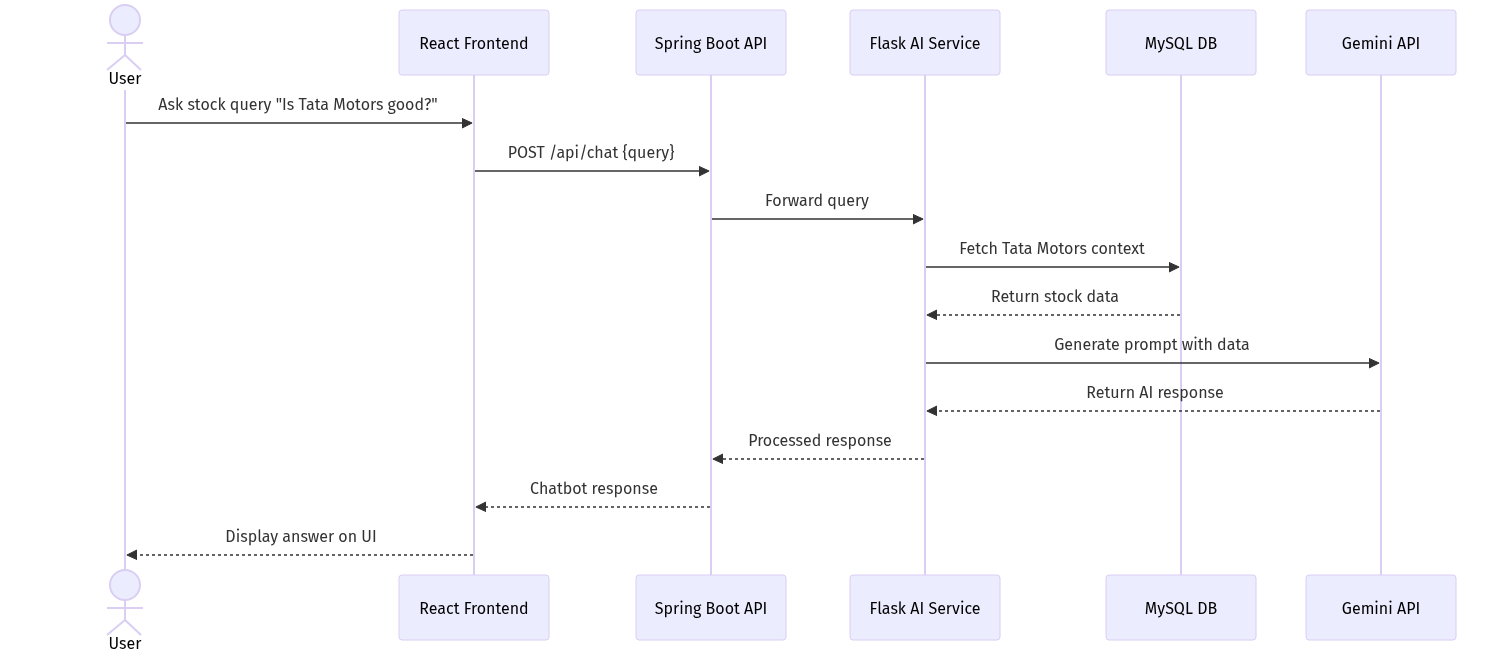 React Frontend
Spring Boot API
Flask AI Service
MySQL DB
Gemini API
User
Ask stock query "Is Tata Motors good?"
POST /api/chat {query}
Forward query
Fetch Tata Motors context
Return stock data
Generate prompt with data
Return AI response
Processed response
Chatbot response
Display answer on UI
React Frontend
Spring Boot API
Flask AI Service
MySQL DB
Gemini API
User